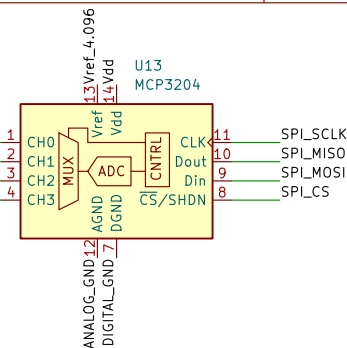 Vref_4.096
Vdd
13
14
U13
MCP3204
Vref
Vdd
1 CH0
2 CH1
3 CH2
4 CH3
MUX
ADC
CNTRL
CLK 11 SPI_SCLK
Dout 10 SPI_MISO
Din 9 SPI_MOSI
CS/SHDN 8 SPI_CS
AGND
DGND
12
7
ANALOG_GND
DIGITAL_GND